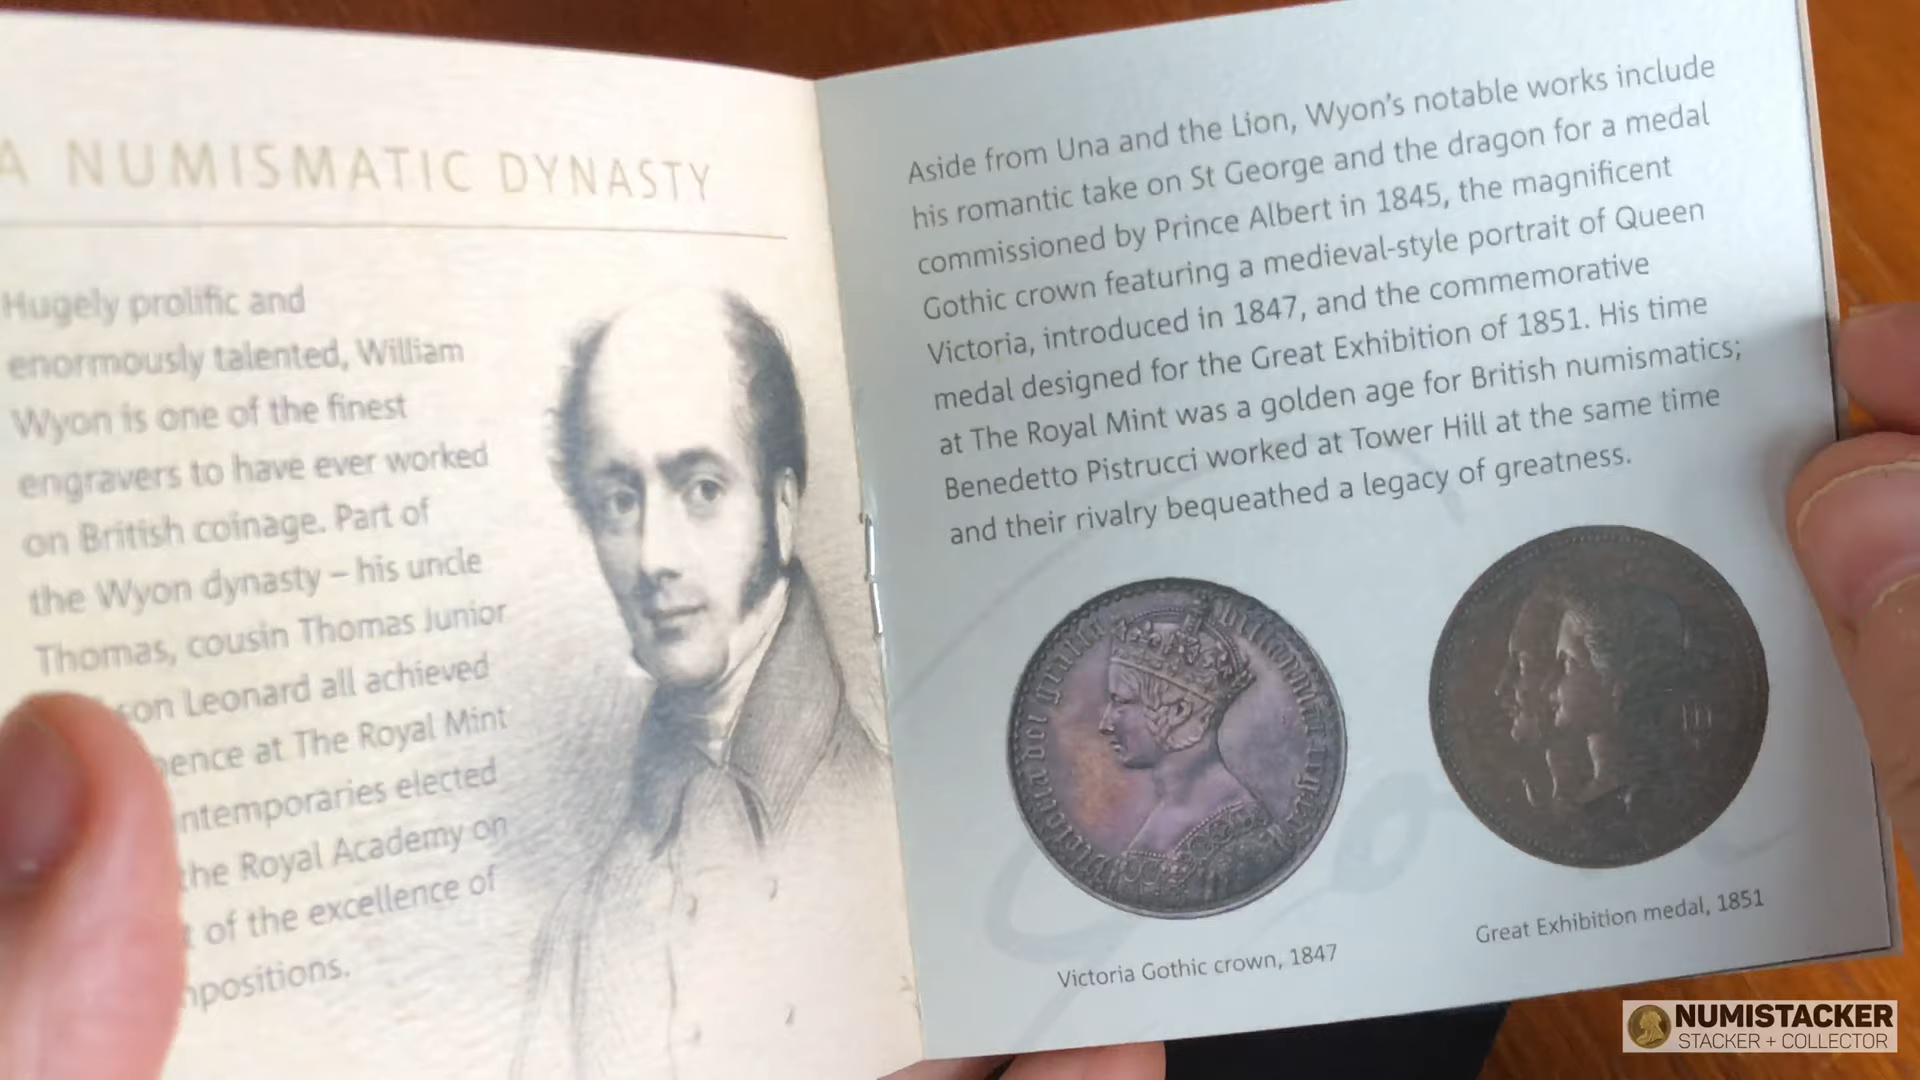 A NUMISMATIC DYNASTY
Hugely prolific and
enormously talented, William
Wyon is one of the finest
engravers to have ever worked
on British coinage. Part of
the Wyon dynasty – his uncle
Thomas, cousin Thomas Junior
son Leonard all achieved
at The Royal Mint
elected
the Royal Academy on
of the excellence of
Aside from Una and the Lion, Wyon's notable works include
his romantic take on St George and the dragon for a medal
commissioned by Prince Albert in 1845, the magnificent
Gothic crown featuring a medieval-style portrait of Queen
Victoria, introduced in 1847, and the commemorative
medal designed for the Great Exhibition of 1851. His time
at The Royal Mint was a golden age for British numismatics;
Benedetto Pistrucci worked at Tower Hill at the same time
and their rivalry bequeathed a legacy of greatness.
Victoria Gothic crown, 1847
Great Exhibition medal, 1851
NUMISTACKER
STACKER + COLLECTOR